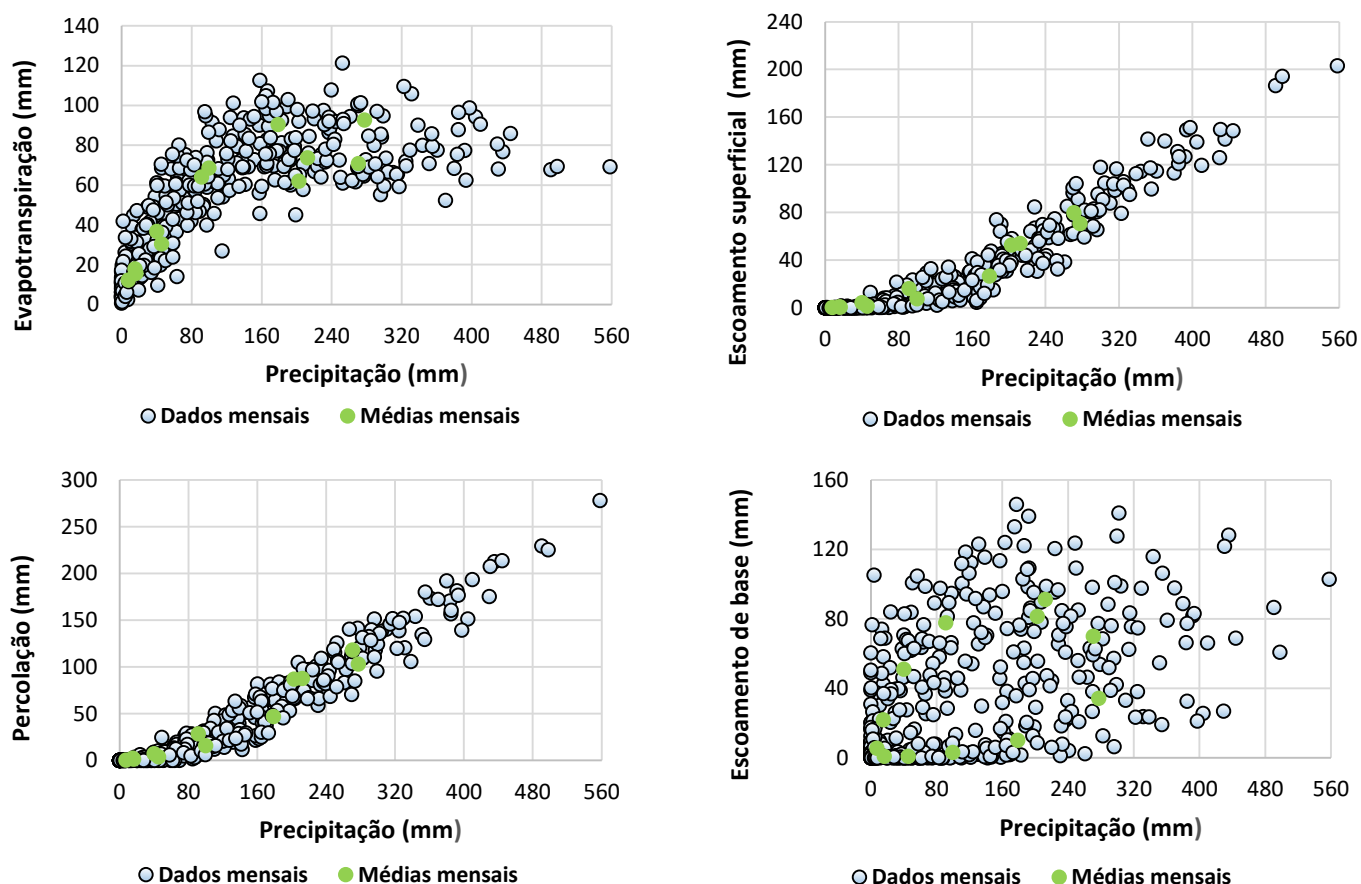 Evapotranspiração (mm)
140
120
100
80
60
40
20
0
0 80 160 240 320 400 480 560
Precipitação (mm)
Dados mensais Médias mensais
Escoamento superficial (mm)
240
200
160
120
80
40
0
0 80 160 240 320 400 480 560
Precipitação (mm)
Dados mensais Médias mensais
Percolação (mm)
300
250
200
150
100
50
0
0 80 160 240 320 400 480 560
Precipitação (mm)
Dados mensais Médias mensais
Escoamento de base (mm)
160
120
80
40
0
0 80 160 240 320 400 480 560
Precipitação (mm)
Dados mensais Médias mensais